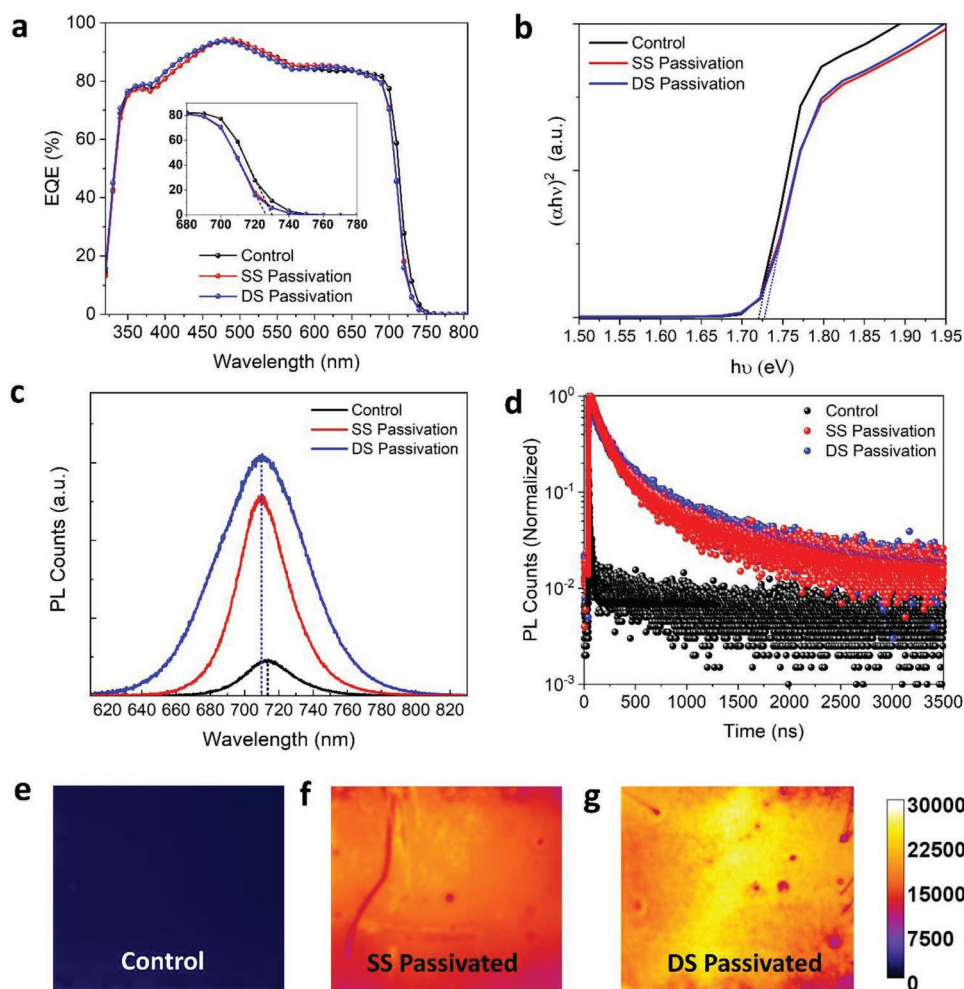 a
100
80
60
40
20
0
EQE (%)
80
60
40
20
0
680 700 720 740 760 780
Control
SS Passivation
DS Passivation
350 400 450 500 550 600 650 700 750 800
Wavelength (nm)
b
Control
SS Passivation
DS Passivation
(αhν)² (a.u.)
1.50 1.55 1.60 1.65 1.70 1.75 1.80 1.85 1.90 1.95
hυ (eV)
c
Control
SS Passivation
DS Passivation
PL Counts (a.u.)
620 640 660 680 700 720 740 760 780 800 820
Wavelength (nm)
d
Control
SS Passivation
DS Passivation
PL Counts (Normalized)
10⁰
10⁻¹
10⁻²
10⁻³
0 500 1000 1500 2000 2500 3000 3500
Time (ns)
e
Control
f
SS Passivated
g
DS Passivated
30000
22500
15000
7500
0